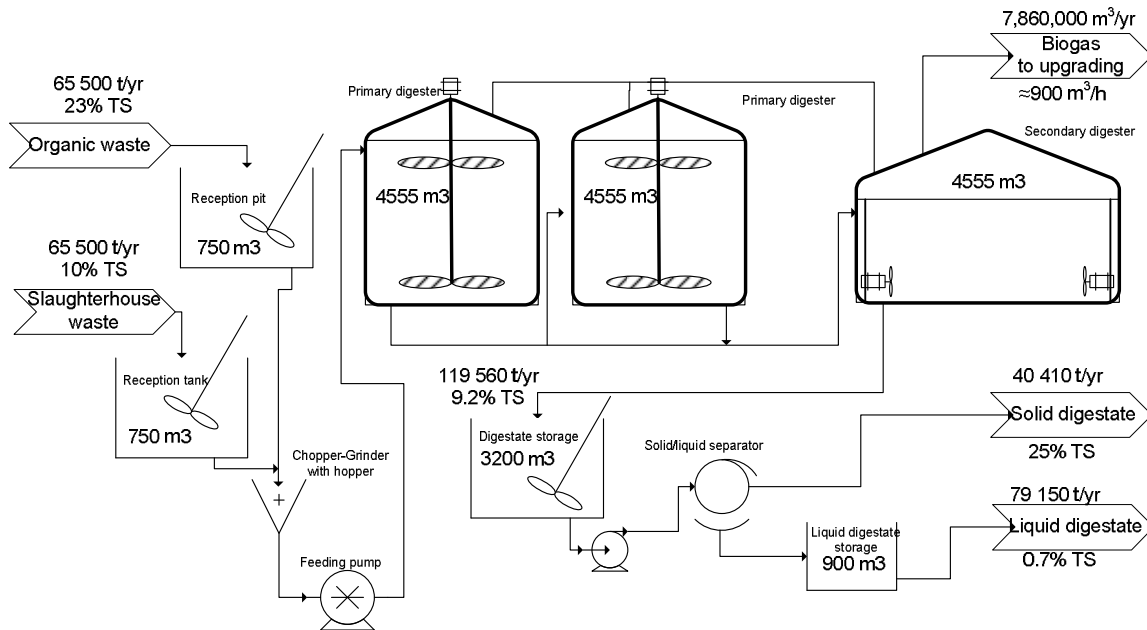 65 500 t/yr
23% TS
Organic waste
Reception pit
750 m3
65 500 t/yr
10% TS
Slaughterhouse
waste
Reception tank
750 m3
Chopper-Grinder
with hopper
+
Feeding pump
Primary digester
4555 m3
Primary digester
4555 m3
Secondary digester
4555 m3
7,860,000 m³/yr
Biogas
to upgrading
≈900 m³/h
119 560 t/yr
9.2% TS
Digestate storage
3200 m3
Solid/liquid separator
40 410 t/yr
Solid digestate
25% TS
Liquid digestate
storage
900 m3
79 150 t/yr
Liquid digestate
0.7% TS